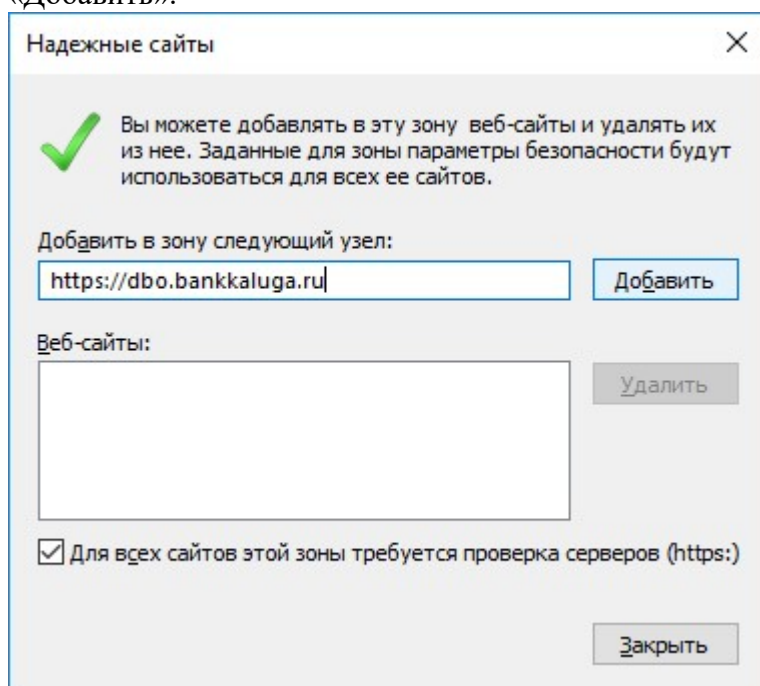 «Добавить».
Надежные сайты
Вы можете добавлять в эту зону веб-сайты и удалять их
из нее. Заданные для зоны параметры безопасности будут
использоваться для всех ее сайтов.
Добавить в зону следующий узел:
https://dbo.bankkaluga.ru
Добавить
Веб-сайты:
Удалить
Для всех сайтов этой зоны требуется проверка серверов (https:)
Закрыть